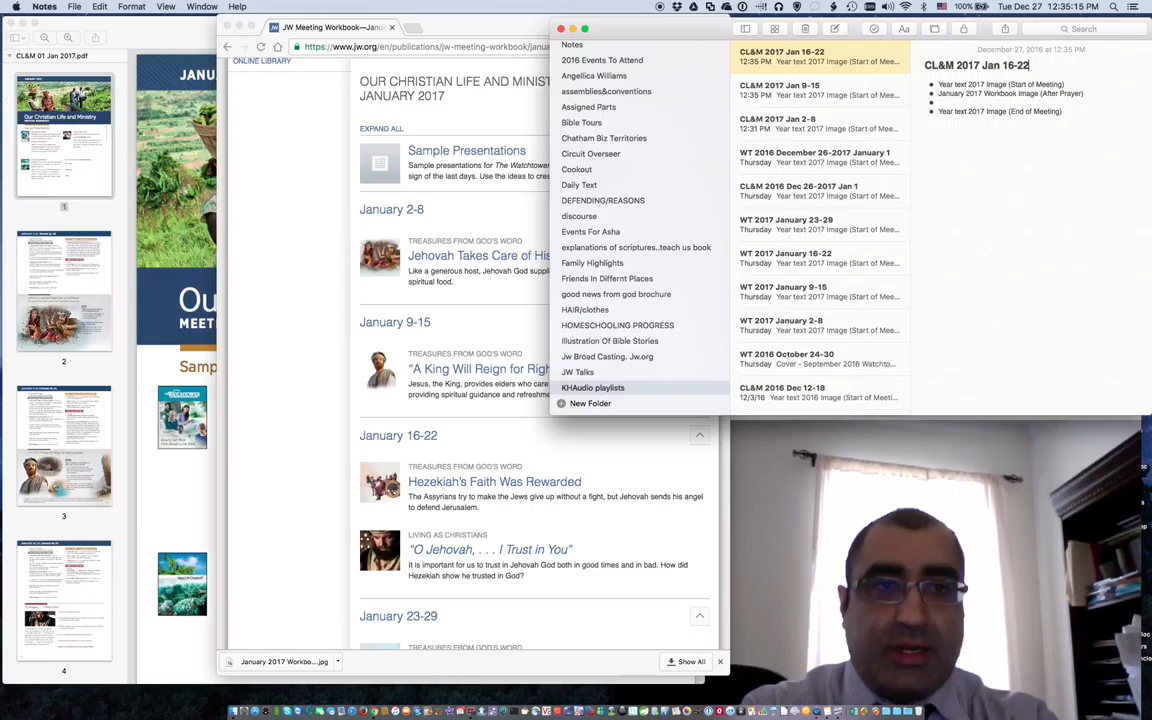 Notes File Edit Format View Window Help
100% Tue Dec 27 12:35:15 PM
CL&M 01 Jan 2017.pdf
Our Christian Life and Ministry
1
2
3
4
JANU
Ou
MEET
Samp
JW Meeting Workbook—Janu
https://www.jw.org/en/publications/jw-meeting-workbook/janua
ONLINE LIBRARY
OUR CHRISTIAN LIFE AND MINIST
JANUARY 2017
EXPAND ALL
Sample Presentations
Sample presentations for The Watchtower
sign of the last days. Use the ideas to crea
January 2-8
TREASURES FROM GOD'S WORD
Jehovah Takes Care of His
Like a generous host, Jehovah God suppli
spiritual food.
January 9-15
TREASURES FROM GOD'S WORD
"A King Will Reign for Righ
Jesus, the King, provides elders who care
providing spiritual guidance and refreshme
January 16-22
TREASURES FROM GOD'S WORD
Hezekiah's Faith Was Rewarded
The Assyrians try to make the Jews give up without a fight, but Jehovah sends his angel
to defend Jerusalem.
LIVING AS CHRISTIANS
"O Jehovah, . . . I Trust in You"
It is important for us to trust in Jehovah God both in good times and in bad. How did
Hezekiah show he trusted in God?
January 23-29
TREASURES FROM GOD'S WORD
January 2017 Workbo....jpg
Show All
Notes
2016 Events To Attend
Angellica Williams
assemblies&conventions
Assigned Parts
Bible Tours
Chatham Biz Territories
Circuit Overseer
Cookout
Daily Text
DEFENDING/REASONS
discourse
Events For Asha
explanations of scriptures..teach us book
Family Highlights
Friends In Differnt Places
good news from god brochure
HAIR/clothes
HOMESCHOOLING PROGRESS
Illustration Of Bible Stories
Jw Broad Casting. Jw.org
JW Talks
KHAudio playlists
New Folder
Search
CL&M 2017 Jan 16-22
12:35 PM Year text 2017 Image (Start of Mee...
CL&M 2017 Jan 9-15
12:35 PM Year text 2017 Image (Start of Mee...
CL&M 2017 Jan 2-8
12:31 PM Year text 2017 Image (Start of Mee...
WT 2016 December 26-2017 January 1
Thursday Year text 2017 Image (Start of Mee...
CL&M 2016 Dec 26-2017 Jan 1
Thursday Year text 2017 Image (Start of Mee...
WT 2017 January 23-29
Thursday Year text 2017 Image (Start of Mee...
WT 2017 January 16-22
Thursday Year text 2017 Image (Start of Mee...
WT 2017 January 9-15
Thursday Year text 2017 Image (Start of Mee...
WT 2017 January 2-8
Thursday Year text 2017 Image (Start of Mee...
WT 2016 October 24-30
Thursday Cover - September 2016 Watchto...
CL&M 2016 Dec 12-18
12/3/16 Year text 2016 Image (Start of Meeti...
December 27, 2016 at 12:35 PM
CL&M 2017 Jan 16-22
Year text 2017 Image (Start of Meeting)
January 2017 Workbook Image (After Prayer)
Year text 2017 Image (End of Meeting)